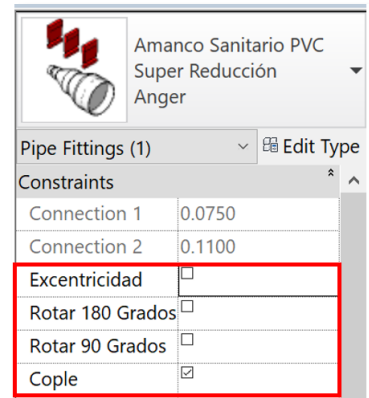 Amanco Sanitario PVC
Super Reducción
Anger
Pipe Fittings (1)
Edit Type
Constraints
Connection 1 0.0750
Connection 2 0.1100
Excentricidad
Rotar 180 Grados
Rotar 90 Grados
Cople